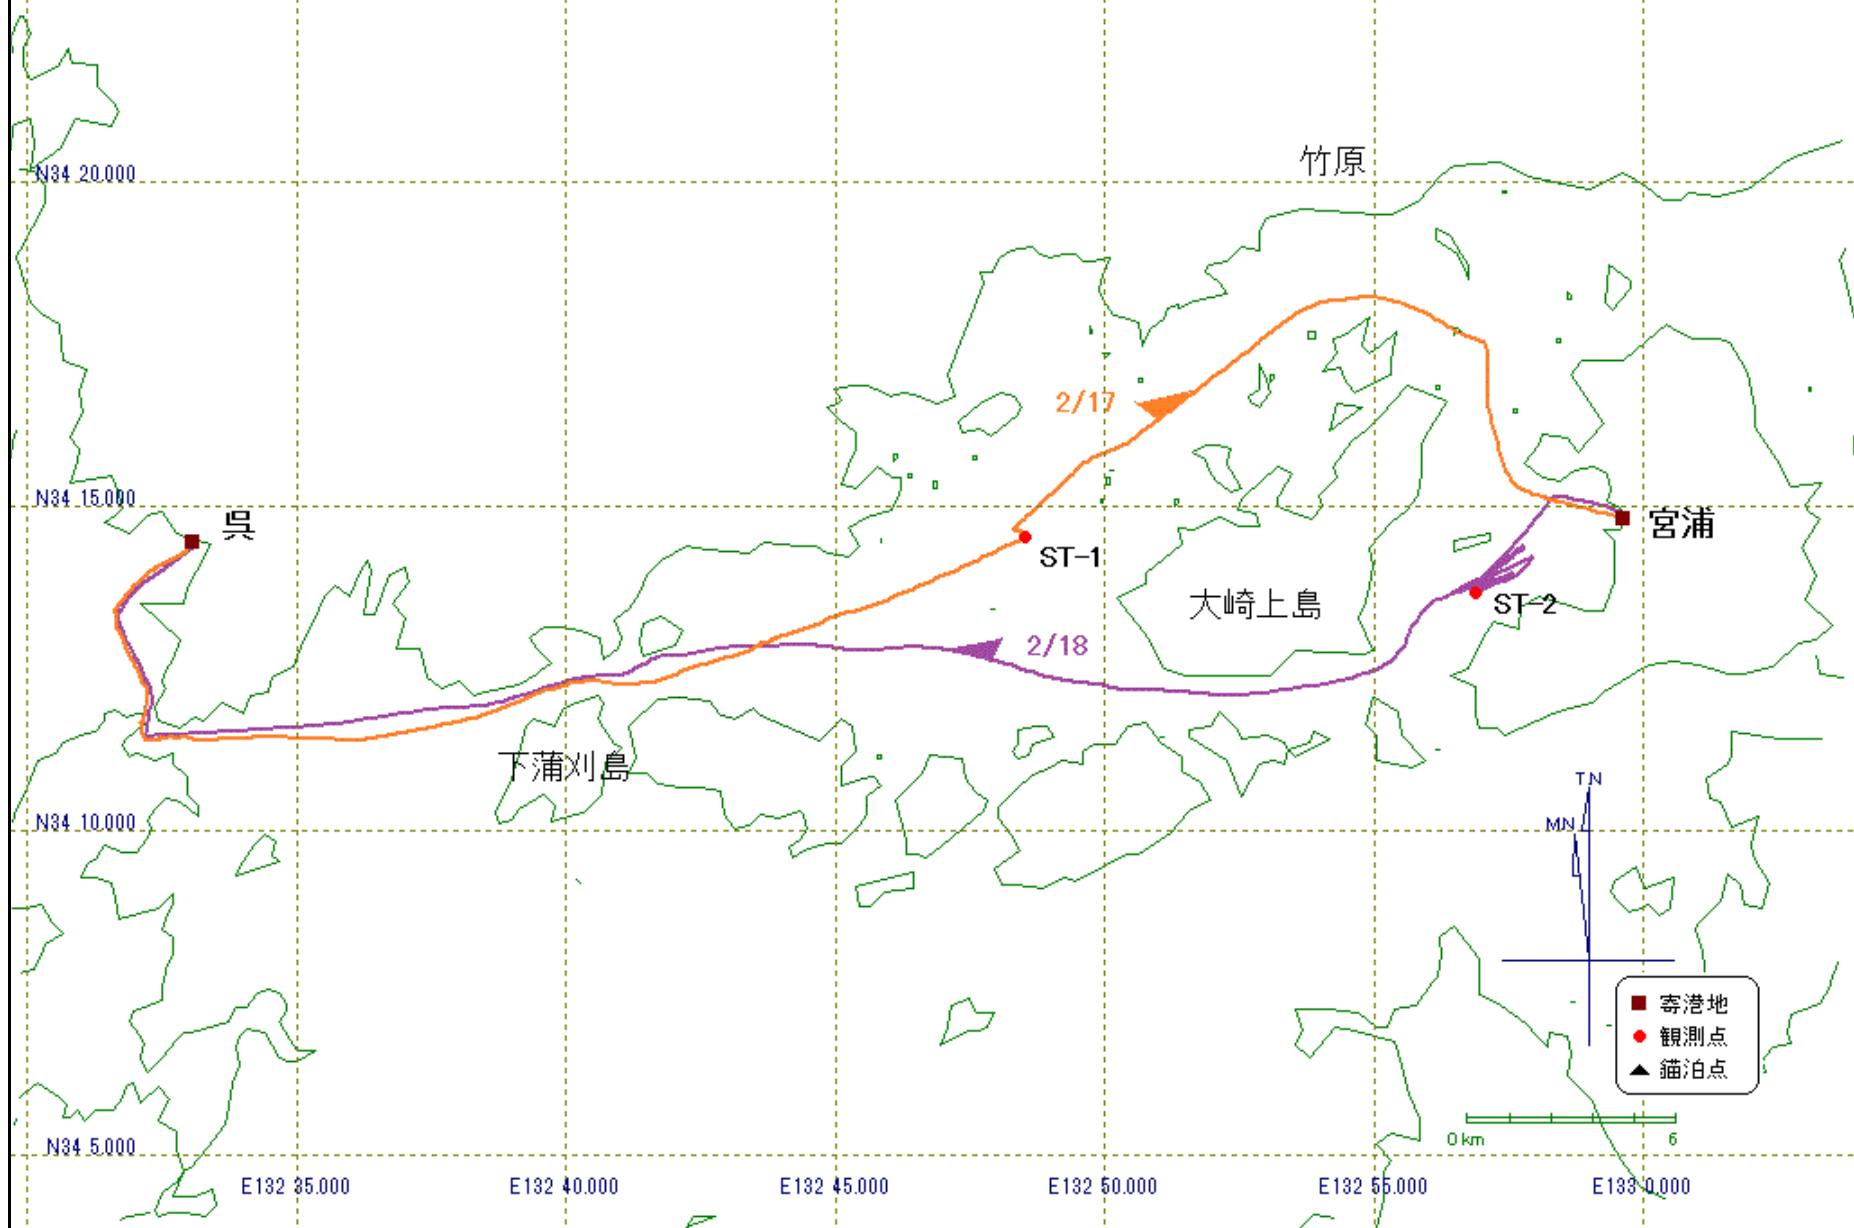 竹原
N34 20.000
2/17
N34 15.000
呉
宮浦
ST-1
大崎上島
ST-2
2/18
下蒲刈島
TN
MN
N34 10.000
寄港地
観測点
錨泊点
0 km 6
N34 5.000
E132 35.000 E132 40.000 E132 45.000 E132 50.000 E132 55.000 E133 0.000